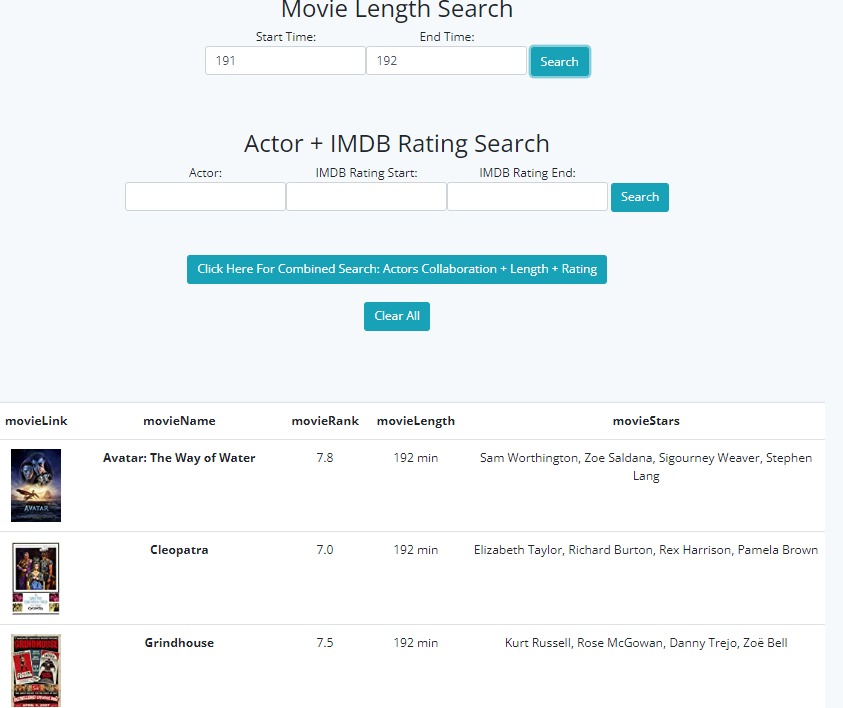 Movie Length Search
Start Time: End Time:
191 192 Search
Actor + IMDB Rating Search
Actor: IMDB Rating Start: IMDB Rating End:
Search
Click Here For Combined Search: Actors Collaboration + Length + Rating
Clear All
movieLink movieName movieRank movieLength movieStars
Avatar: The Way of Water 7.8 192 min Sam Worthington, Zoe Saldana, Sigourney Weaver, Stephen
Lang
AVATAR
Cleopatra 7.0 192 min Elizabeth Taylor, Richard Burton, Rex Harrison, Pamela Brown
Grindhouse 7.5 192 min Kurt Russell, Rose McGowan, Danny Trejo, Zoë Bell